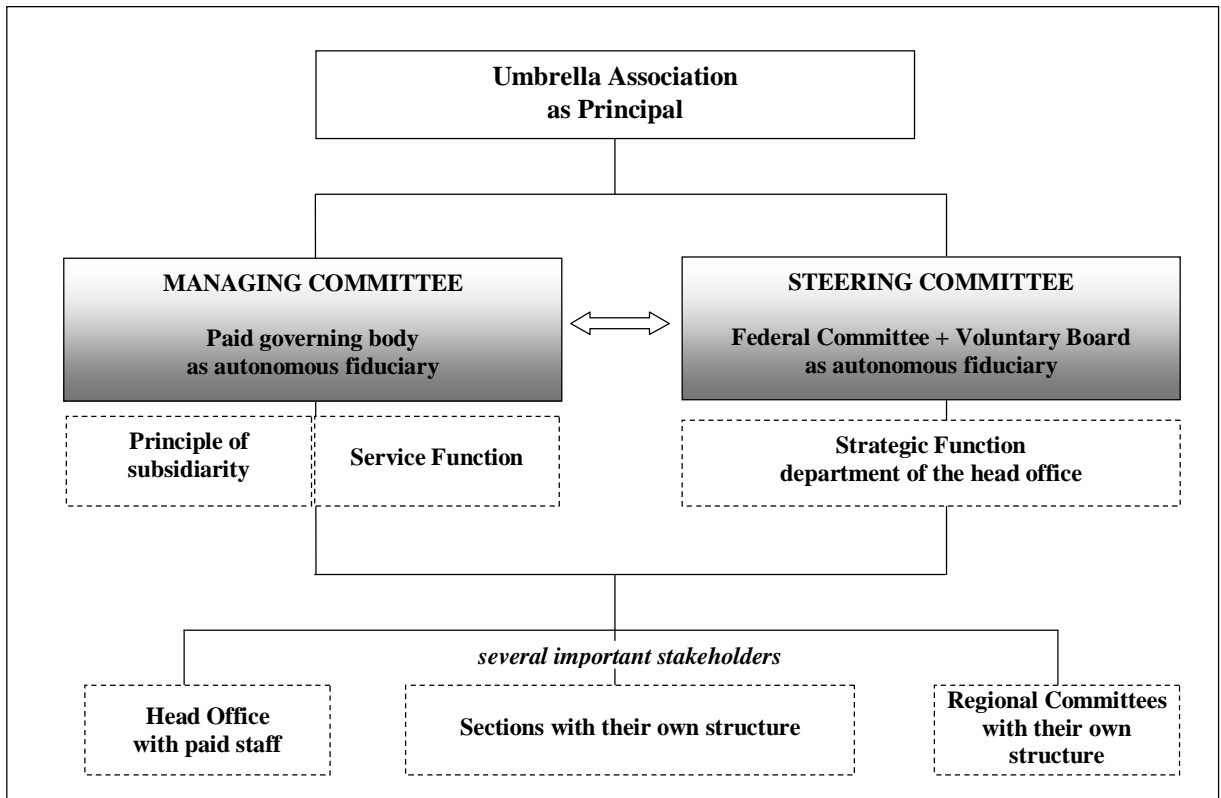 Umbrella Association
as Principal
MANAGING COMMITTEE
Paid governing body
as autonomous fiduciary
STEERING COMMITTEE
Federal Committee + Voluntary Board
as autonomous fiduciary
Principle of
subsidiarity
Service Function
Strategic Function
department of the head office
several important stakeholders
Head Office
with paid staff
Sections with their own structure
Regional Committees
with their own
structure